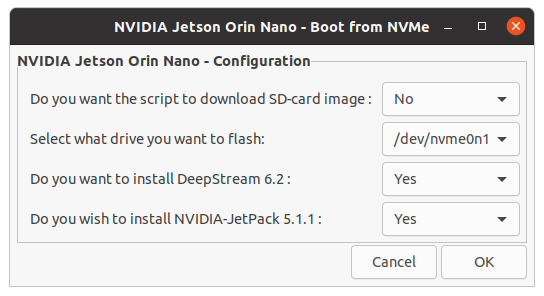 NVIDIA Jetson Orin Nano - Boot from NVMe
NVIDIA Jetson Orin Nano - Configuration
Do you want the script to download SD-card image : No
Select what drive you want to flash: /dev/nvme0n1
Do you want to install DeepStream 6.2 : Yes
Do you wish to install NVIDIA-JetPack 5.1.1 : Yes
Cancel OK